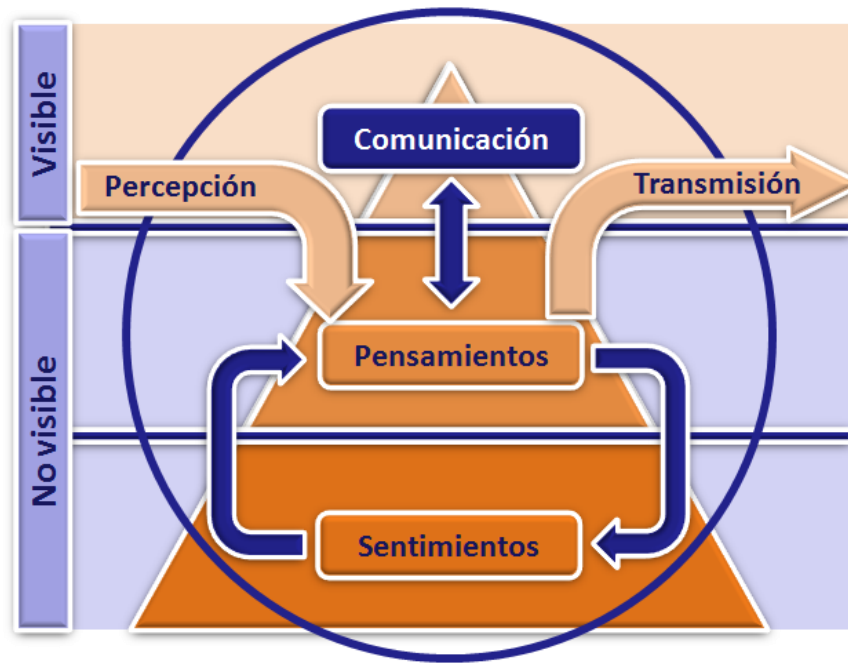 Visible
Comunicación
Percepción
Transmisión
No visible
Pensamientos
Sentimientos